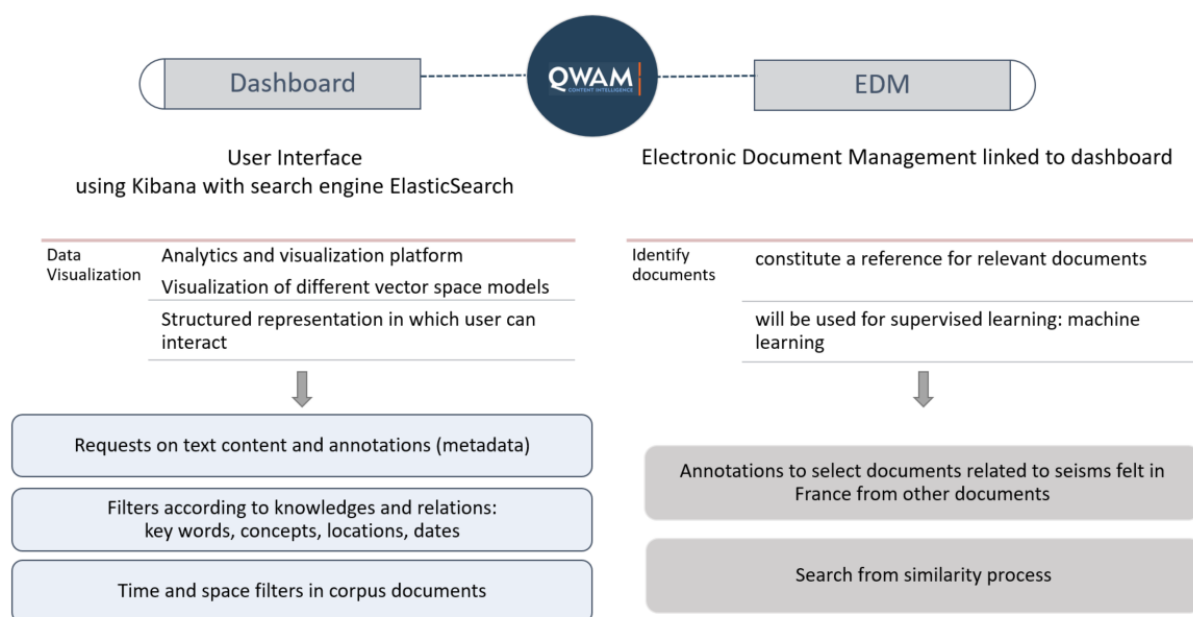 Dashboard
QWAM
CONTENT INTELLIGENCE
EDM
User Interface
using Kibana with search engine ElasticSearch
Electronic Document Management linked to dashboard
Data
Visualization
Analytics and visualization platform
Visualization of different vector space models
Structured representation in which user can
interact
Identify
documents
constitute a reference for relevant documents
will be used for supervised learning: machine
learning
Requests on text content and annotations (metadata)
Filters according to knowledges and relations:
key words, concepts, locations, dates
Time and space filters in corpus documents
Annotations to select documents related to seisms felt in
France from other documents
Search from similarity process